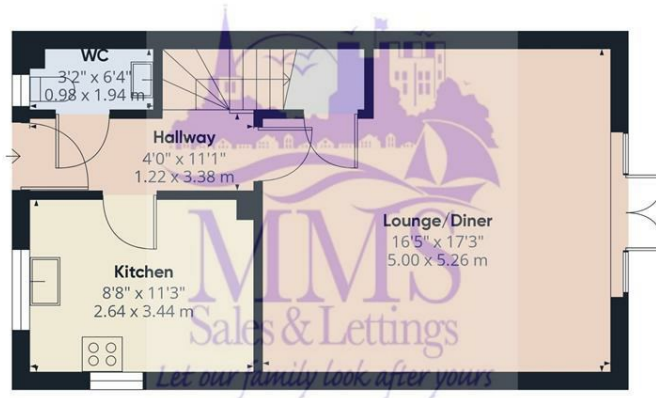 WC
3'2" x 6'4"
0.98 x 1.94 m
Hallway
4'0" x 11'1"
1.22 x 3.38 m
Lounge/Diner
16'5" x 17'3"
5.00 x 5.26 m
Kitchen
8'8" x 11'3"
2.64 x 3.44 m
MMS
Sales & Lettings
Let our family look after yours